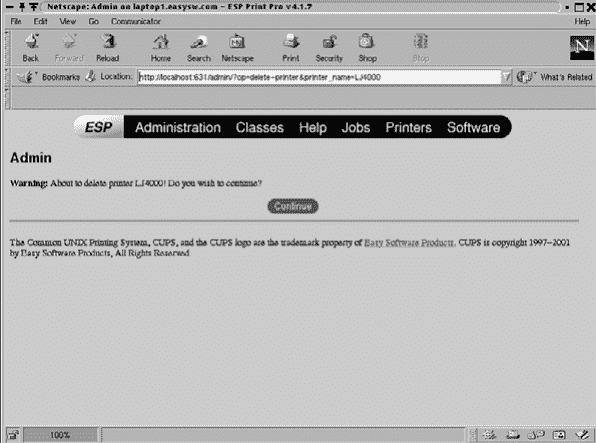 Netscape: Admin on laptop1.easysw.com – ESP Print Pro v4.1.7
File Edit View Go Communicator Help
Back Forward Reload Home Search Netscape Print Security Shop Stop
Bookmarks Location: http://localhost:631/admin/?op=delete-printer&printer_name=LJ4000 What's Related
ESP Administration Classes Help Jobs Printers Software
Admin
Warning: About to delete printer LJ4000! Do you wish to continue?
Continue
The Common UNIX Printing System, CUPS, and the CUPS logo are the trademark property of Easy Software Products. CUPS is copyright 1997–2001
by Easy Software Products, All Rights Reserved.
100%